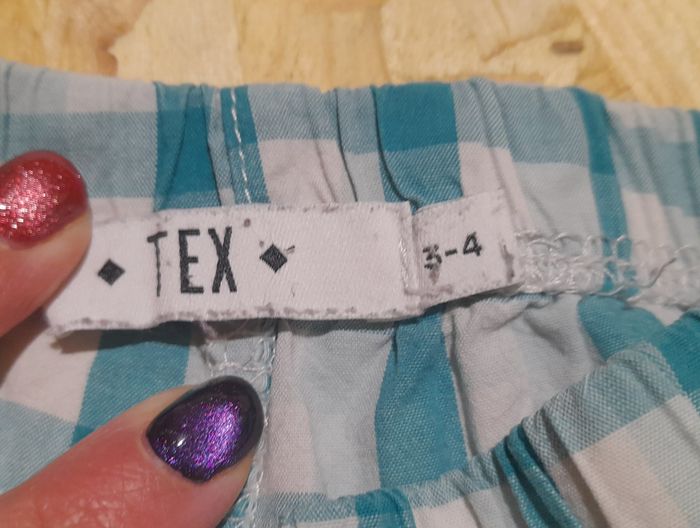 ◆ TEX ◆
3-4